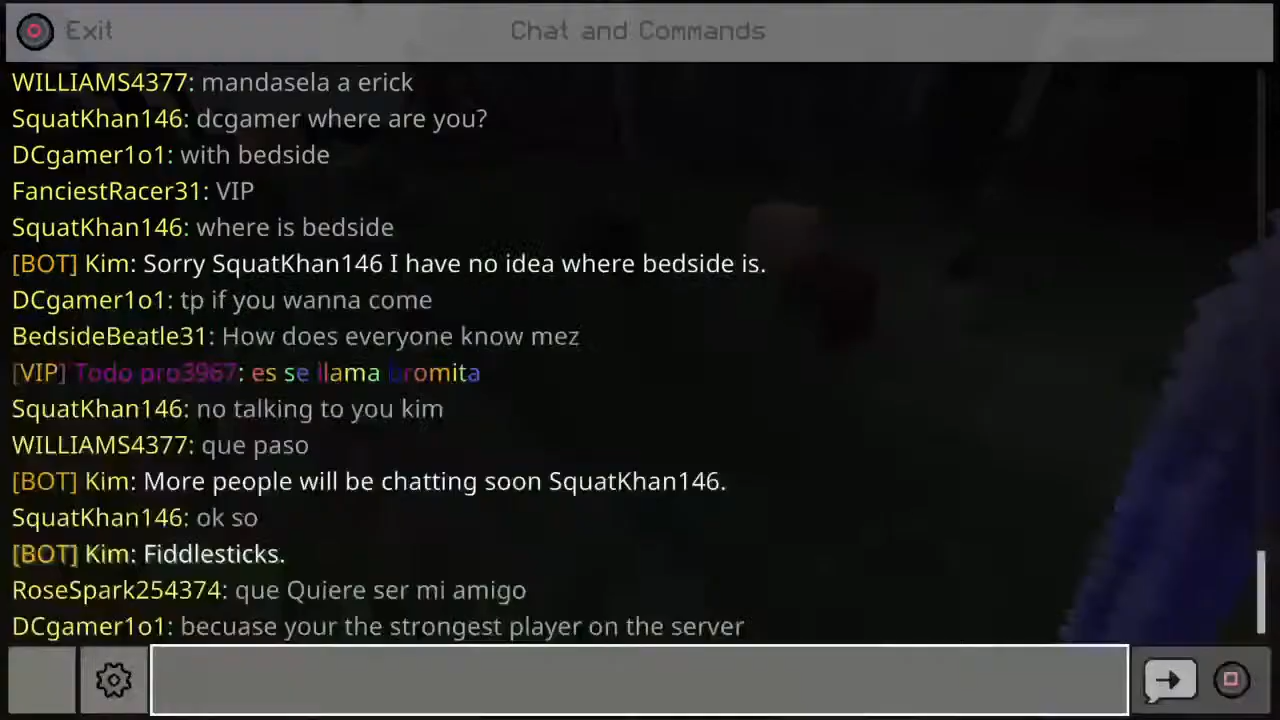 Exit
Chat and Commands
WILLIAMS4377: mandasela a erick
SquatKhan146: dcgamer where are you?
DCgamer1o1: with bedside
FanciestRacer31: VIP
SquatKhan146: where is bedside
[BOT] Kim: Sorry SquatKhan146 I have no idea where bedside is.
DCgamer1o1: tp if you wanna come
BedsideBeatle31: How does everyone know mez
[VIP] Todo pro3967: es se llama bromita
SquatKhan146: no talking to you kim
WILLIAMS4377: que paso
[BOT] Kim: More people will be chatting soon SquatKhan146.
SquatKhan146: ok so
[BOT] Kim: Fiddlesticks.
RoseSpark254374: que Quiere ser mi amigo
DCgamer1o1: becuase your the strongest player on the server